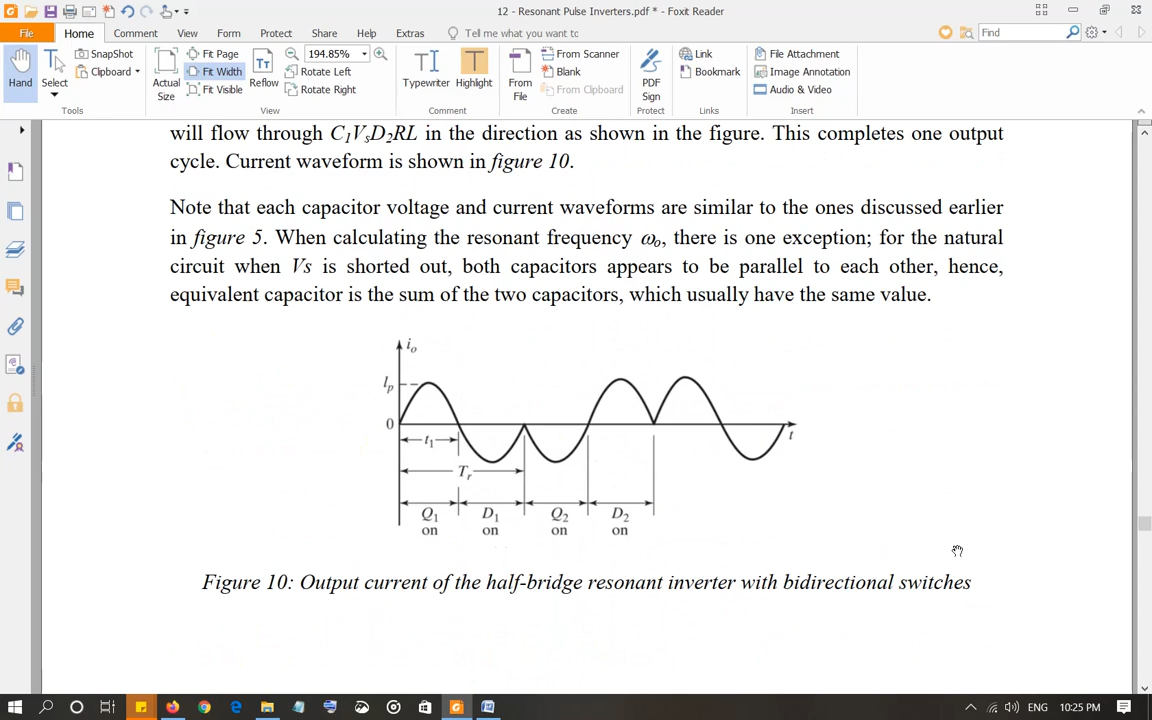 12 - Resonant Pulse Inverters.pdf * - Foxit Reader
File Home Comment View Form Protect Share Help Extras Tell me what you want to Find
Hand
Select
SnapShot
Clipboard
Tools
Actual Size
Fit Page
Fit Width
Fit Visible
Reflow
194.85%
Rotate Left
Rotate Right
View
Typewriter
Highlight
Comment
From File
From Scanner
Blank
From Clipboard
Create
PDF Sign
Protect
Link
Bookmark
Links
File Attachment
Image Annotation
Audio & Video
Insert
will flow through C1VsD2RL in the direction as shown in the figure. This completes one output
cycle. Current waveform is shown in figure 10.
Note that each capacitor voltage and current waveforms are similar to the ones discussed earlier
in figure 5. When calculating the resonant frequency ωo, there is one exception; for the natural
circuit when Vs is shorted out, both capacitors appears to be parallel to each other, hence,
equivalent capacitor is the sum of the two capacitors, which usually have the same value.
io
Ip
0
t
t1
Tr
Q1 D1 Q2 D2
on on on on
Figure 10: Output current of the half-bridge resonant inverter with bidirectional switches
ENG 10:25 PM